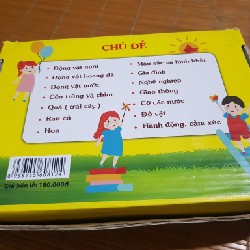 CHỦ ĐỀ
Động vật nuôi
Động vật hoang dã
Động vật nước
Côn trùng và chim
Quả ( trái cây )
Rau củ
Hoa
Màu sắc và hình khối
Gia đình
Nghề nghiệp
Giao thông
Cờ các nước
Đồ vật
Hành động, cảm xúc
Giá bán lẻ: 180.000đ